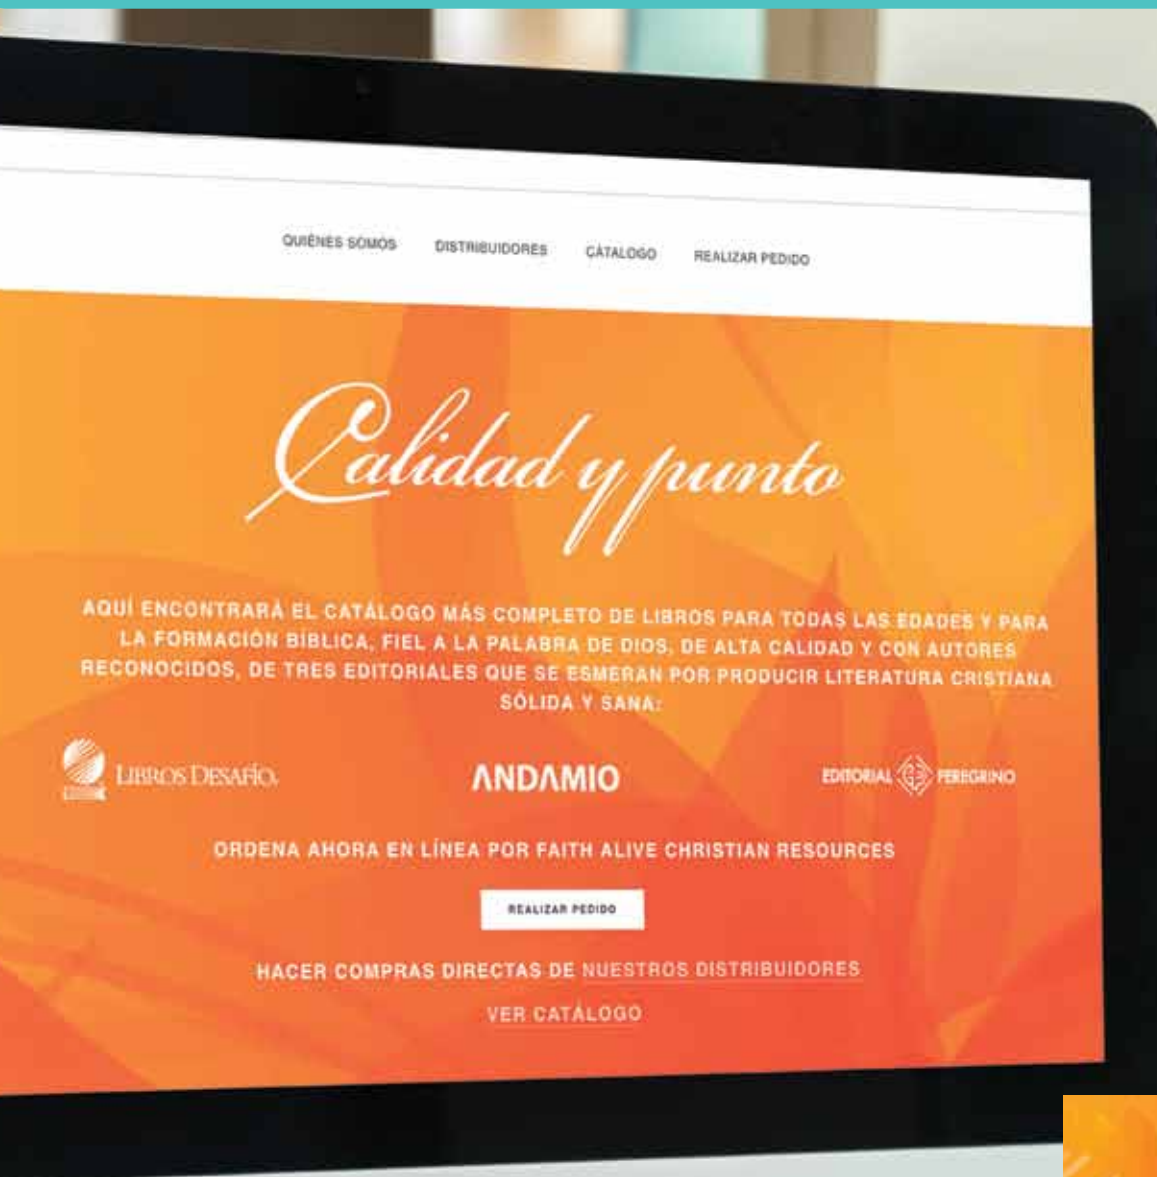 QUIÉNES SOMOS DISTRIBUIDORES CÁTALOGO REALIZAR PEDIDO
Calidad y punto
AQUÍ ENCONTRARÁ EL CATÁLOGO MÁS COMPLETO DE LIBROS PARA TODAS LAS EDADES Y PARA
LA FORMACIÓN BÍBLICA, FIEL A LA PALABRA DE DIOS, DE ALTA CALIDAD Y CON AUTORES
RECONOCIDOS, DE TRES EDITORIALES QUE SE ESMERAN POR PRODUCIR LITERATURA CRISTIANA
SÓLIDA Y SANA:
LIBROS DESAFÍO. ANDAMIO EDITORIAL PEREGRINO
ORDENA AHORA EN LÍNEA POR FAITH ALIVE CHRISTIAN RESOURCES
REALIZAR PEDIDO
HACER COMPRAS DIRECTAS DE NUESTROS DISTRIBUIDORES
VER CATÁLOGO